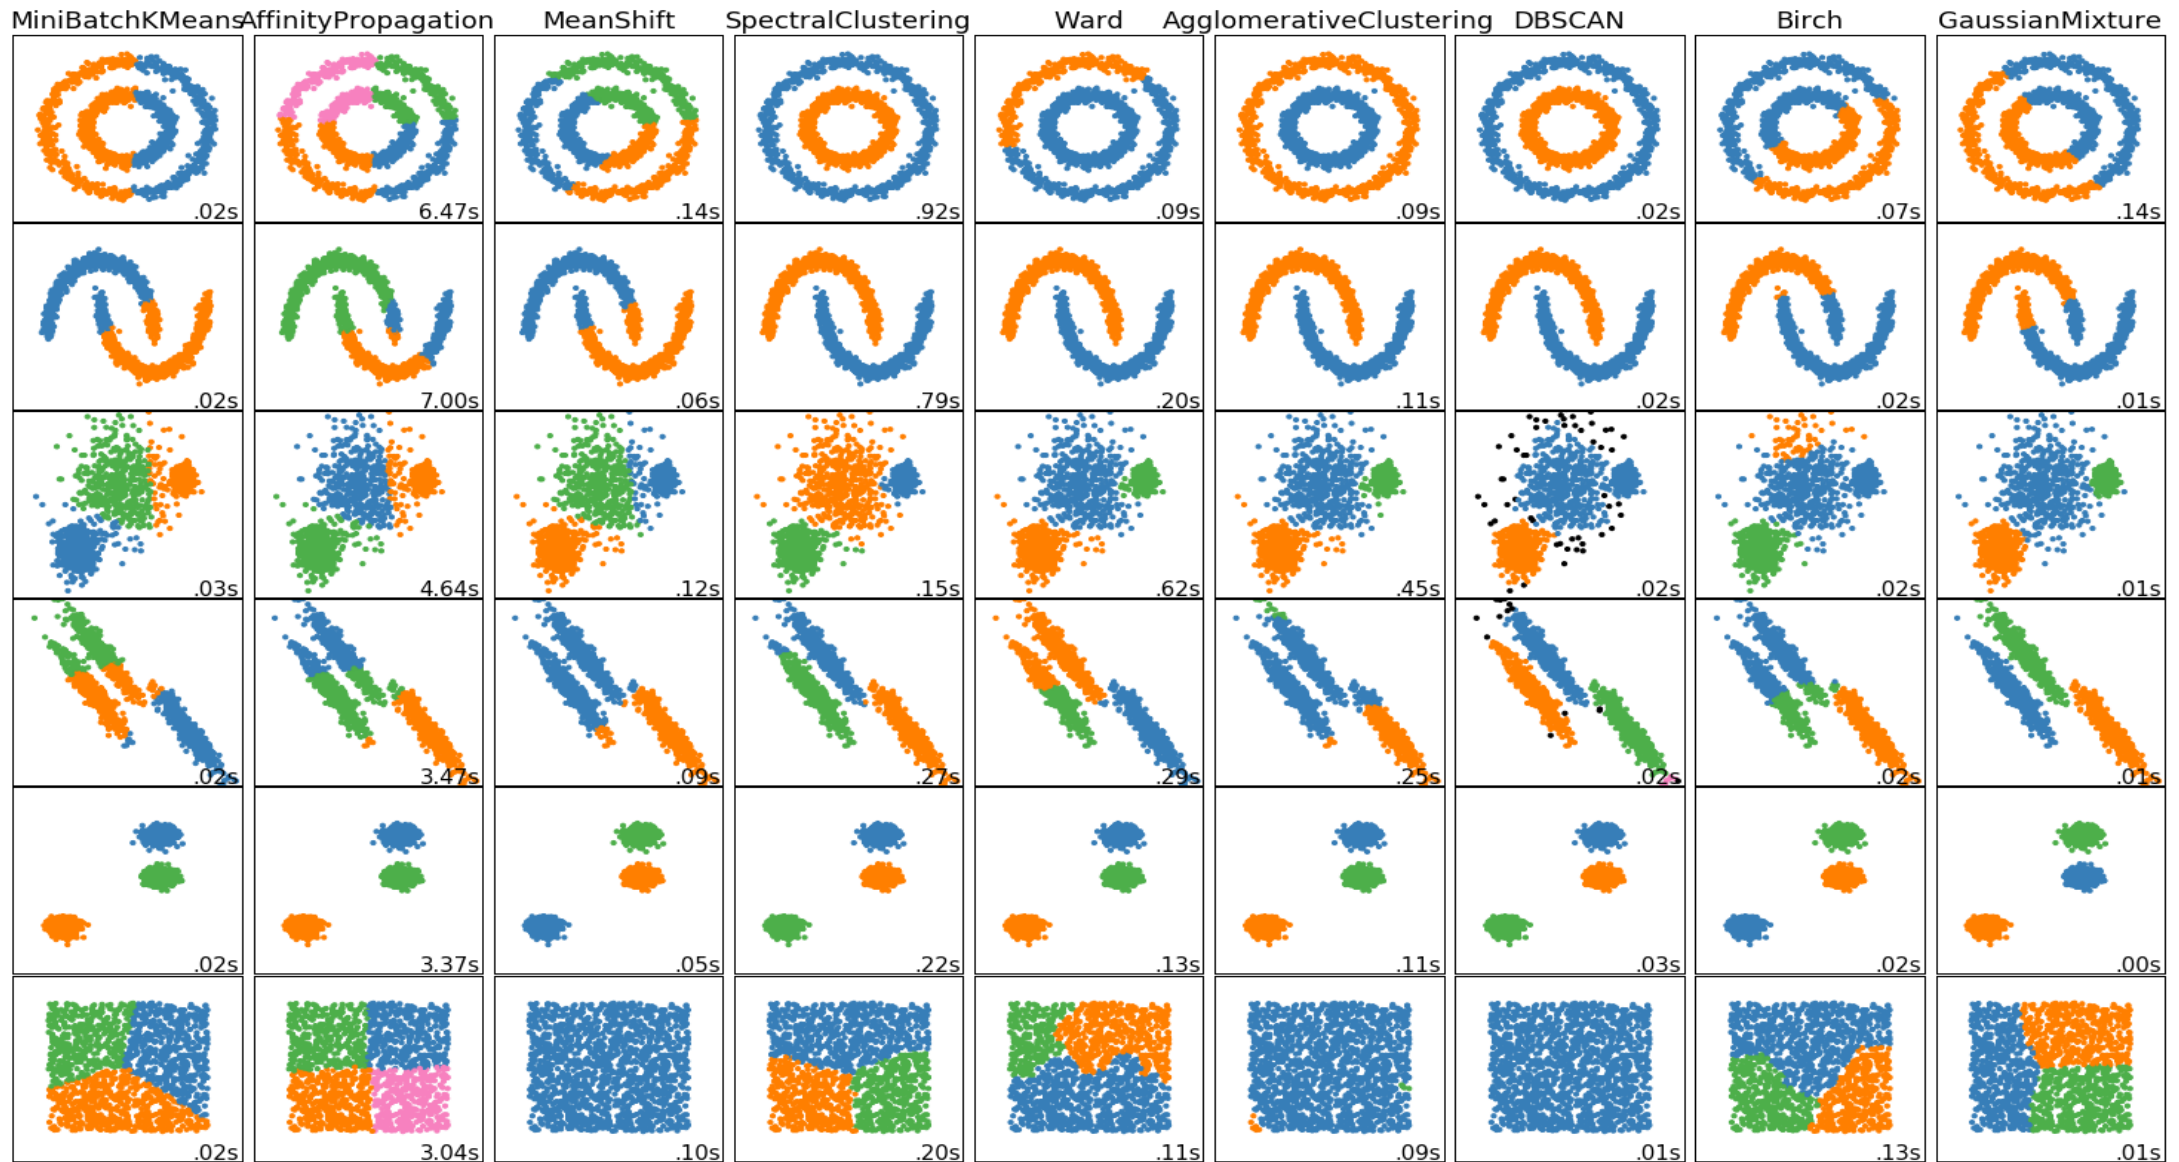 MiniBatchKMeans AffinityPropagation MeanShift SpectralClustering Ward AgglomerativeClustering DBSCAN Birch GaussianMixture
.02s 6.47s .14s .92s .09s .09s .02s .07s .14s
.02s 7.00s .06s .79s .20s .11s .02s .02s .01s
.03s 4.64s .12s .15s .62s .45s .02s .02s .01s
.02s 3.47s .09s .27s .29s .25s .02s .02s .01s
.02s 3.37s .05s .22s .13s .11s .03s .02s .00s
.02s 3.04s .10s .20s .11s .09s .01s .13s .01s